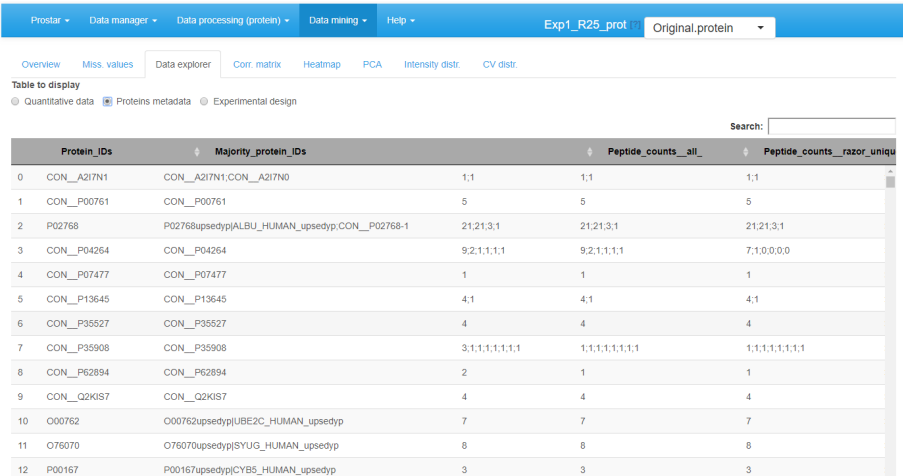 Prostar Data manager Data processing (protein) Data mining Help Exp1_R25_prot [?] Original.protein
Overview Miss. values Data explorer Corr. matrix Heatmap PCA Intensity distr. CV distr.
Table to display
Quantitative data Proteins metadata Experimental design
Search:
Protein_IDs Majority_protein_IDs Peptide_counts__all_ Peptide_counts__razor_uniqu
0 CON__A2I7N1 CON__A2I7N1;CON__A2I7N0 1;1 1;1 1;1
1 CON__P00761 CON__P00761 5 5 5
2 P02768 P02768upsedyp|ALBU_HUMAN_upsedyp;CON__P02768-1 21;21;3;1 21;21;3;1 21;21;3;1
3 CON__P04264 CON__P04264 9;2;1;1;1;1 9;2;1;1;1;1 7;1;0;0;0;0
4 CON__P07477 CON__P07477 1 1 1
5 CON__P13645 CON__P13645 4;1 4;1 4;1
6 CON__P35527 CON__P35527 4 4 4
7 CON__P35908 CON__P35908 3;1;1;1;1;1;1;1 1;1;1;1;1;1;1;1 1;1;1;1;1;1;1;1
8 CON__P62894 CON__P62894 2 1 1
9 CON__Q2KIS7 CON__Q2KIS7 4 4 4
10 O00762 O00762upsedyp|UBE2C_HUMAN_upsedyp 7 7 7
11 O76070 O76070upsedyp|SYUG_HUMAN_upsedyp 8 8 8
12 P00167 P00167upsedyp|CYB5_HUMAN_upsedyp 3 3 3